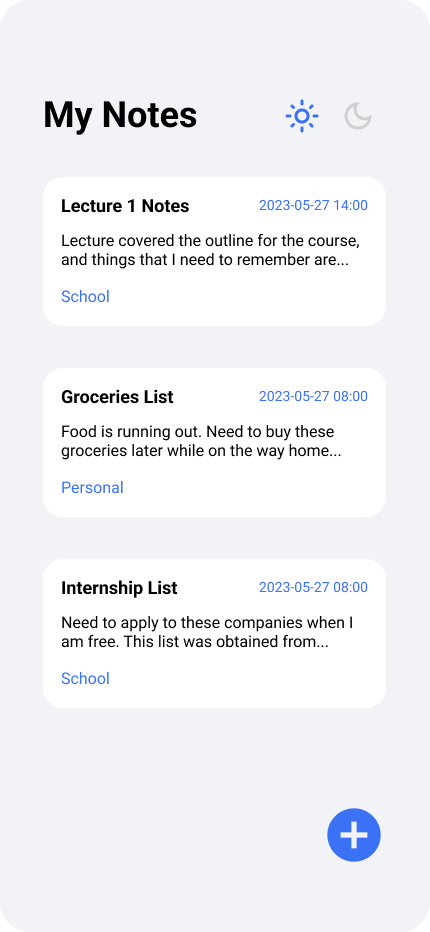 My Notes
Lecture 1 Notes
2023-05-27 14:00
Lecture covered the outline for the course,
and things that I need to remember are...
School
Groceries List
2023-05-27 08:00
Food is running out. Need to buy these
groceries later while on the way home...
Personal
Internship List
2023-05-27 08:00
Need to apply to these companies when I
am free. This list was obtained from...
School